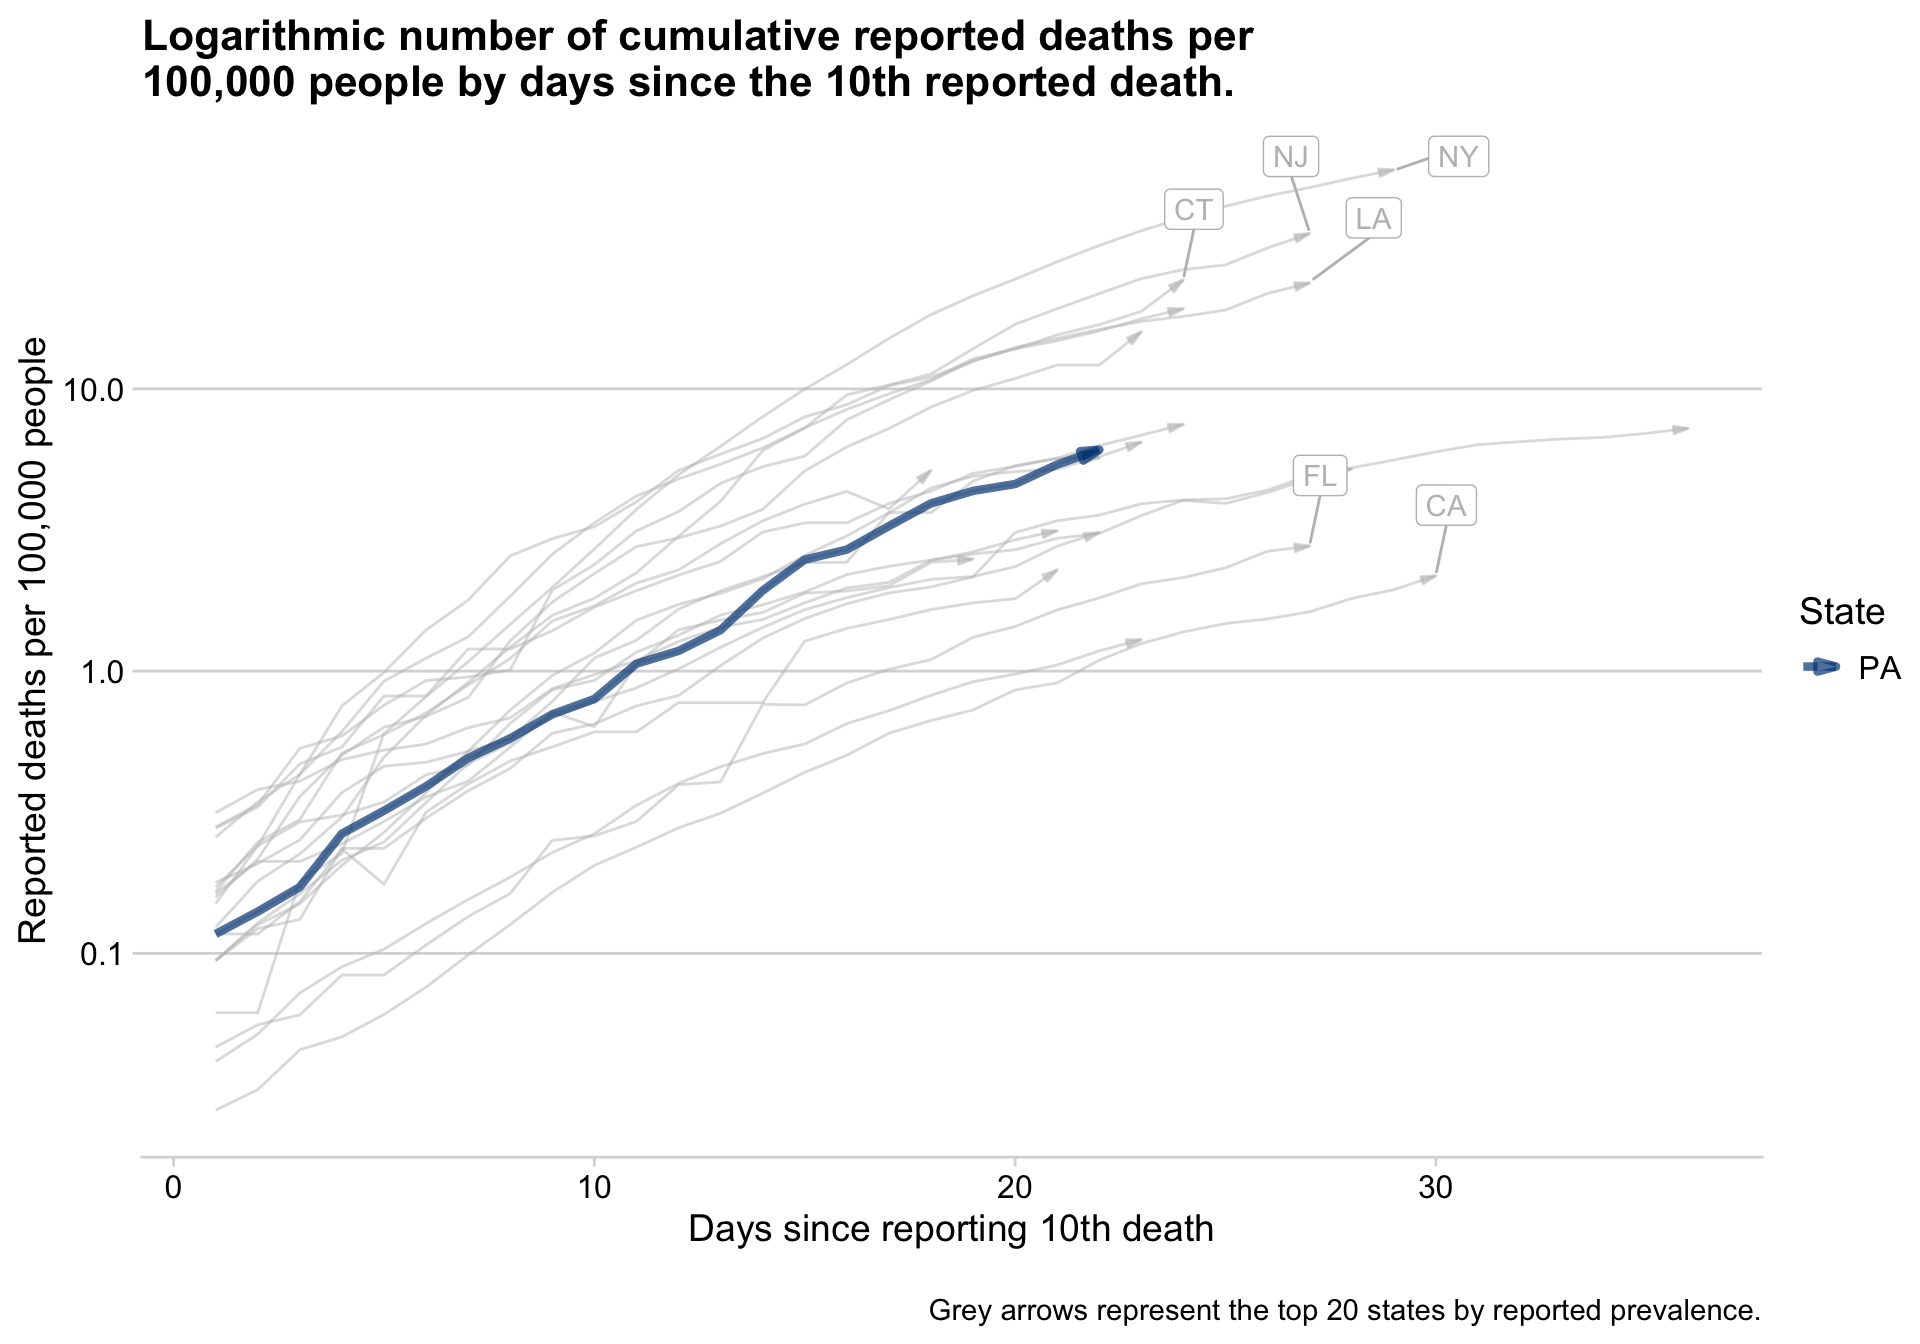 Logarithmic number of cumulative reported deaths per
100,000 people by days since the 10th reported death.
NJ
NY
CT
LA
FL
CA
Reported deaths per 100,000 people
10.0
1.0
0.1
0
10
20
30
Days since reporting 10th death
State
PA
Grey arrows represent the top 20 states by reported prevalence.